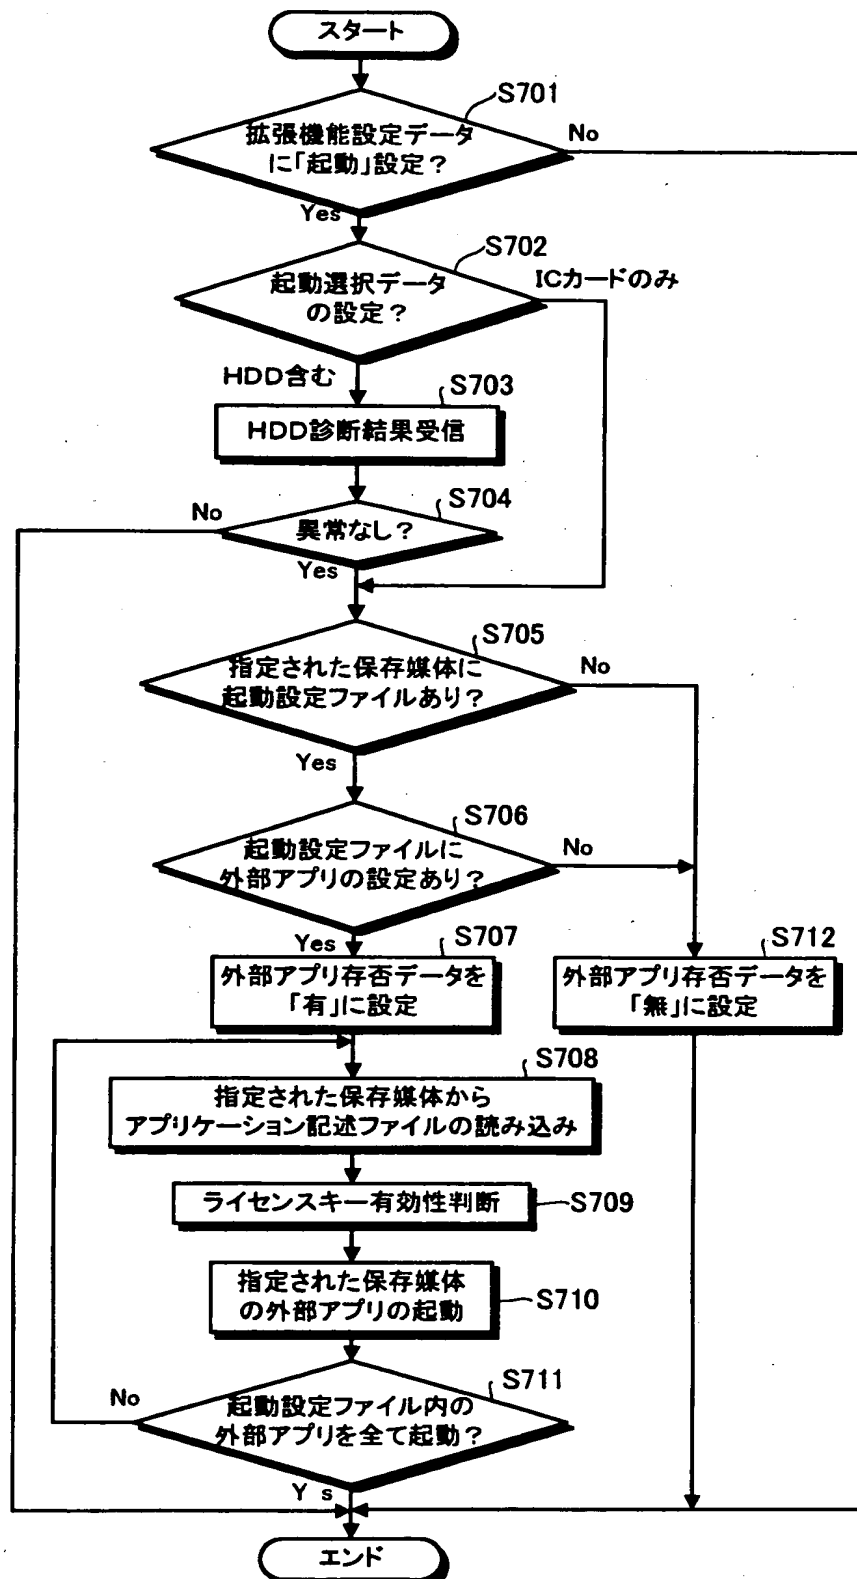 スタート
S701
拡張機能設定データ
に「起動」設定？
No
Yes
S702
起動選択データ
の設定？
ICカードのみ
HDD含む
S703
HDD診断結果受信
S704
No
異常なし？
Yes
S705
指定された保存媒体に
起動設定ファイルあり？
No
Yes
S706
起動設定ファイルに
外部アプリの設定あり？
No
Yes
S707
外部アプリ存否データを
「有」に設定
S712
外部アプリ存否データを
「無」に設定
S708
指定された保存媒体から
アプリケーション記述ファイルの読み込み
ライセンスキー有効性判断
S709
指定された保存媒体
の外部アプリの起動
S710
S711
No
起動設定ファイル内の
外部アプリを全て起動？
Y s
エンド